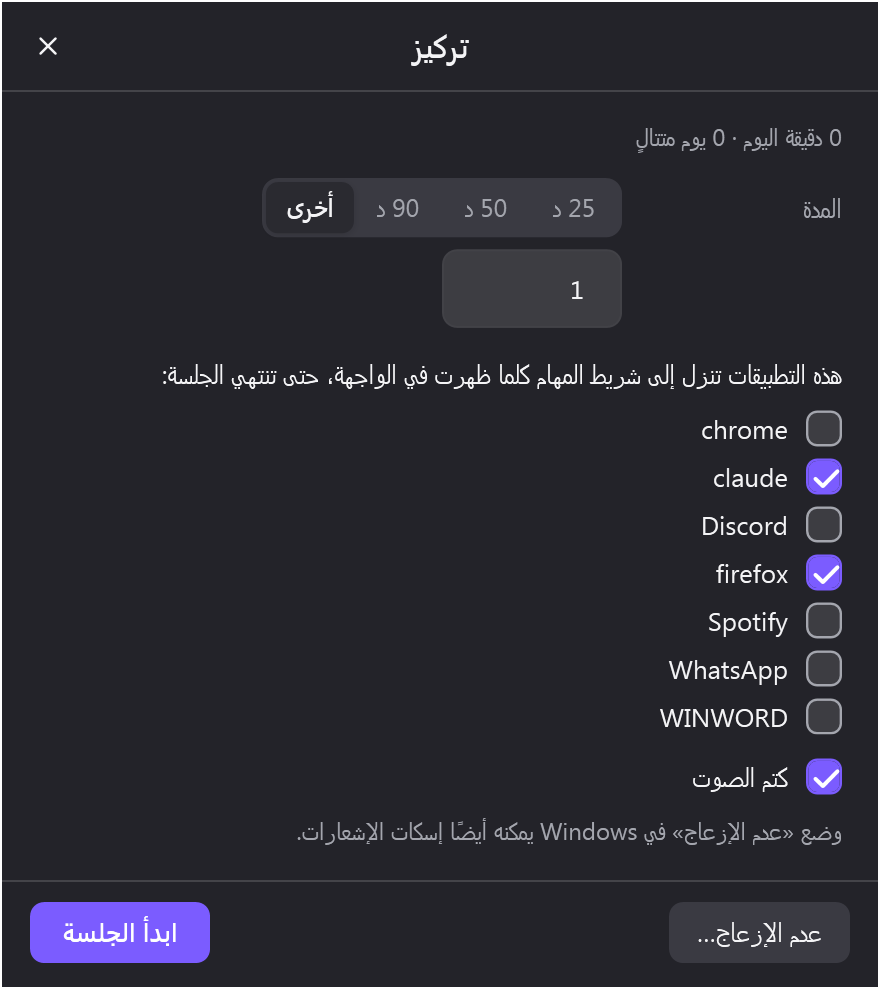 تركيز
0 دقيقة اليوم · 0 يوم متتالٍ
المدة
25 د
50 د
90 د
أخرى
1
هذه التطبيقات تنزل إلى شريط المهام كلما ظهرت في الواجهة، حتى تنتهي الجلسة:
chrome
claude
Discord
firefox
Spotify
WhatsApp
WINWORD
كتم الصوت
وضع «عدم الإزعاج» في Windows يمكنه أيضًا إسكات الإشعارات.
عدم الإزعاج...
ابدأ الجلسة